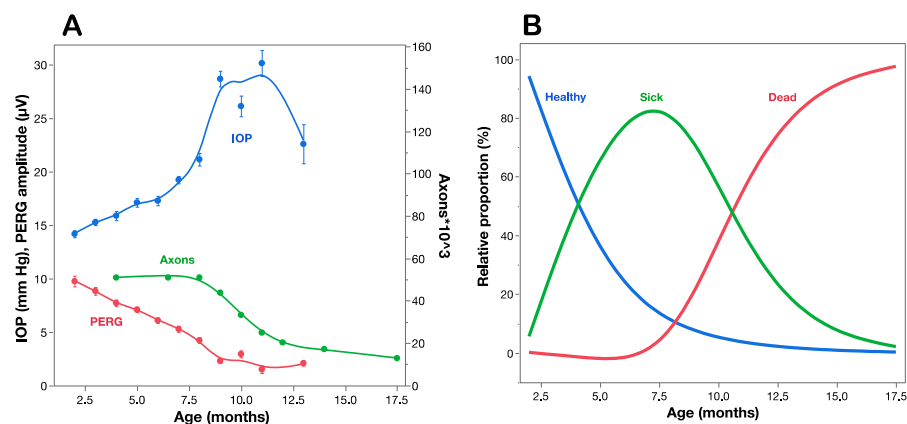 A
IOP (mm Hg), PERG amplitude (µV)
30
25
20
15
10
5
0
IOP
Axons
PERG
160
140
120
100
80
60
40
20
0
Axons*10^3
2.5 5.0 7.5 10.0 12.5 15.0 17.5
Age (months)
B
Relative proportion (%)
100
80
60
40
20
0
Healthy
Sick
Dead
2.5 5.0 7.5 10.0 12.5 15.0 17.5
Age (months)